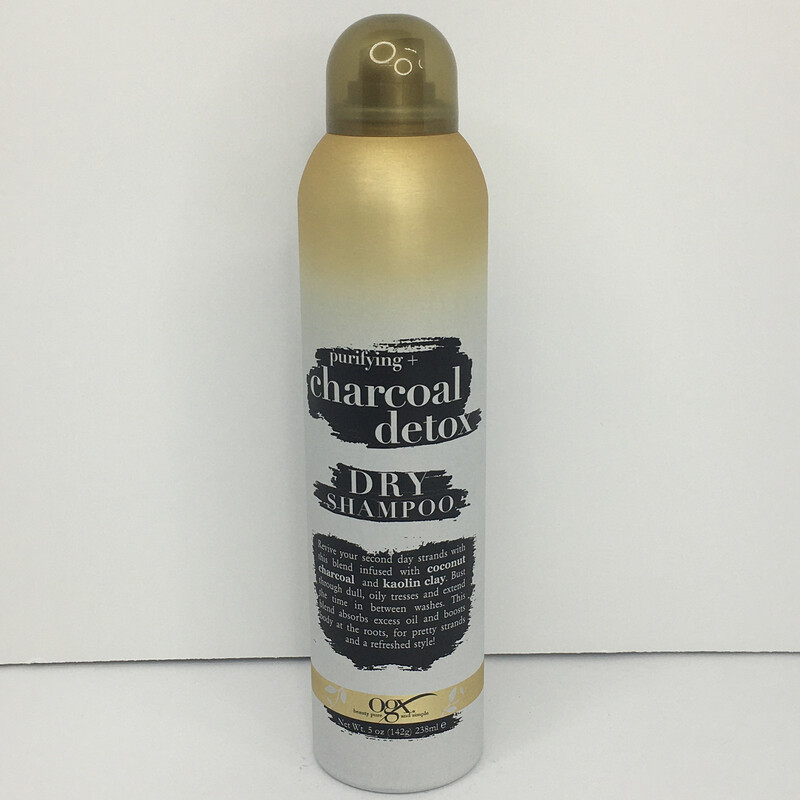 purifying +
charcoal
detox
DRY
SHAMPOO
Revive your second day strands with
this blend infused with coconut
charcoal and kaolin clay. Bust
through dull, oily tresses and extend
the time in between washes. This
blend absorbs excess oil and boosts
body at the roots, for pretty strands
and a refreshed style!
ogx
beauty pure and simple
Net Wt. 5 oz (142g) 238ml e